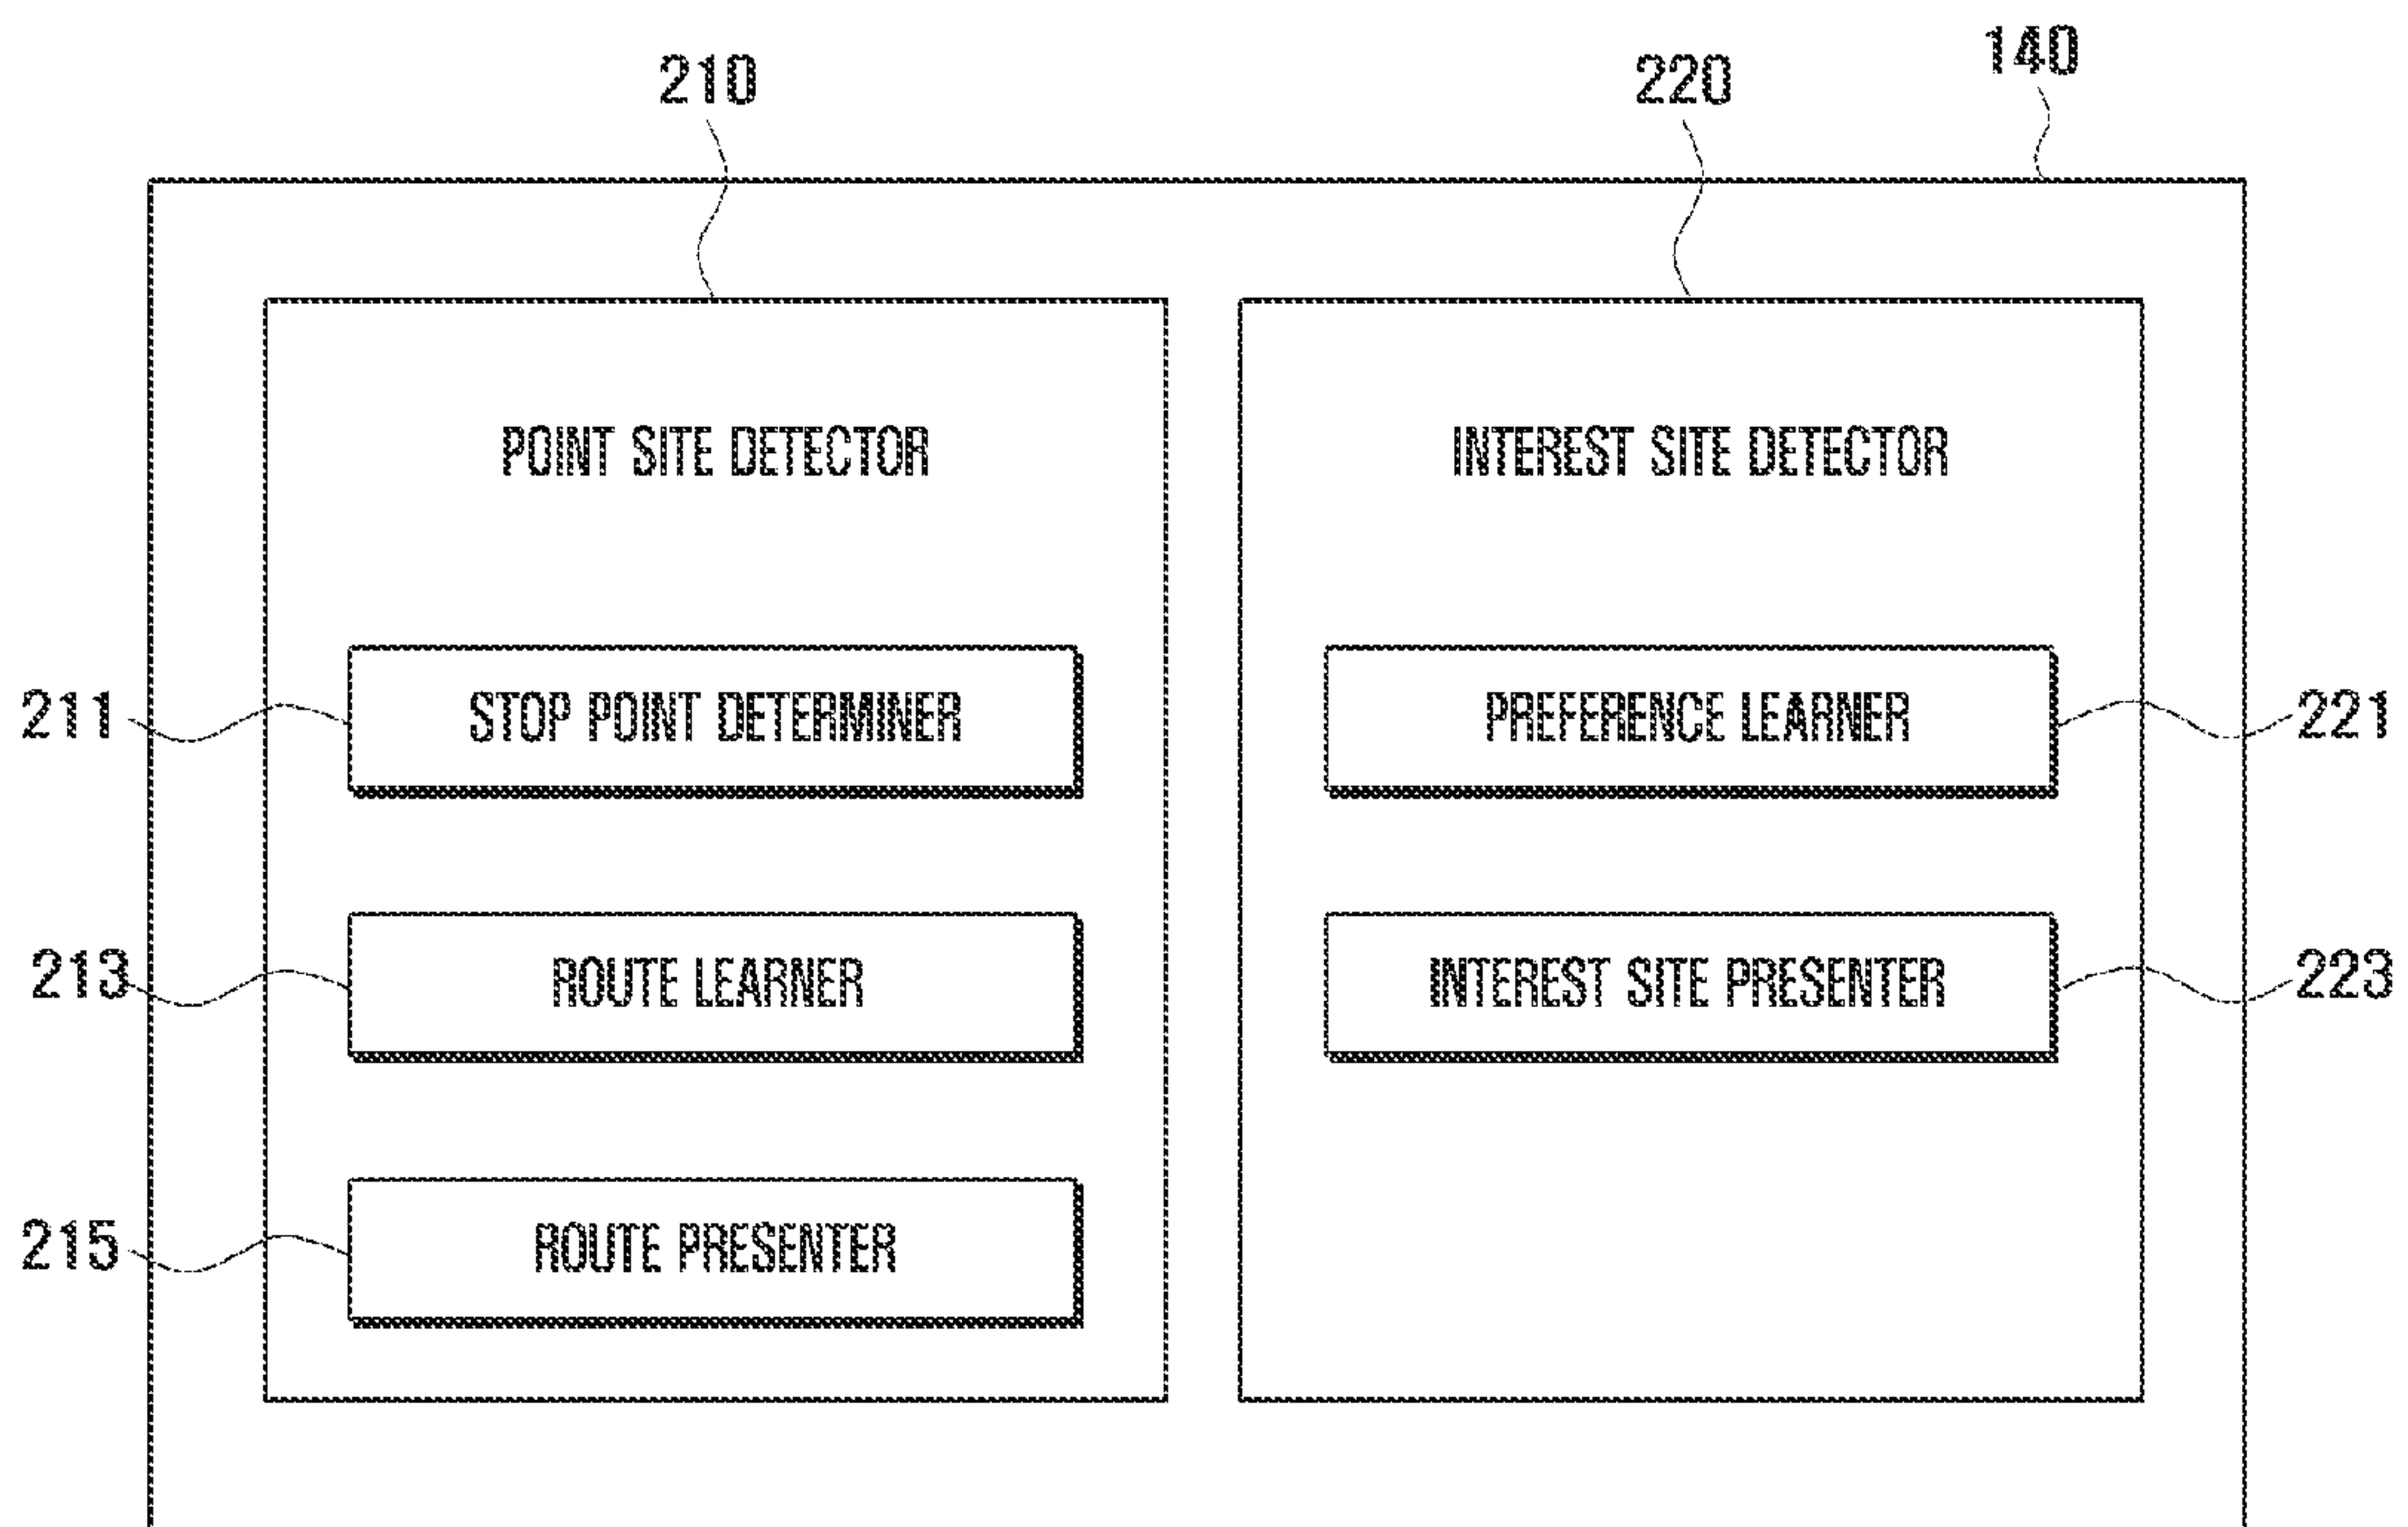 140
210
220
POINT SITE DETECTOR
INTEREST SITE DETECTOR
211
STOP POINT DETERMINER
PREFERENCE LEARNER
221
213
ROUTE LEARNER
INTEREST SITE PRESENTER
223
215
ROUTE PRESENTER